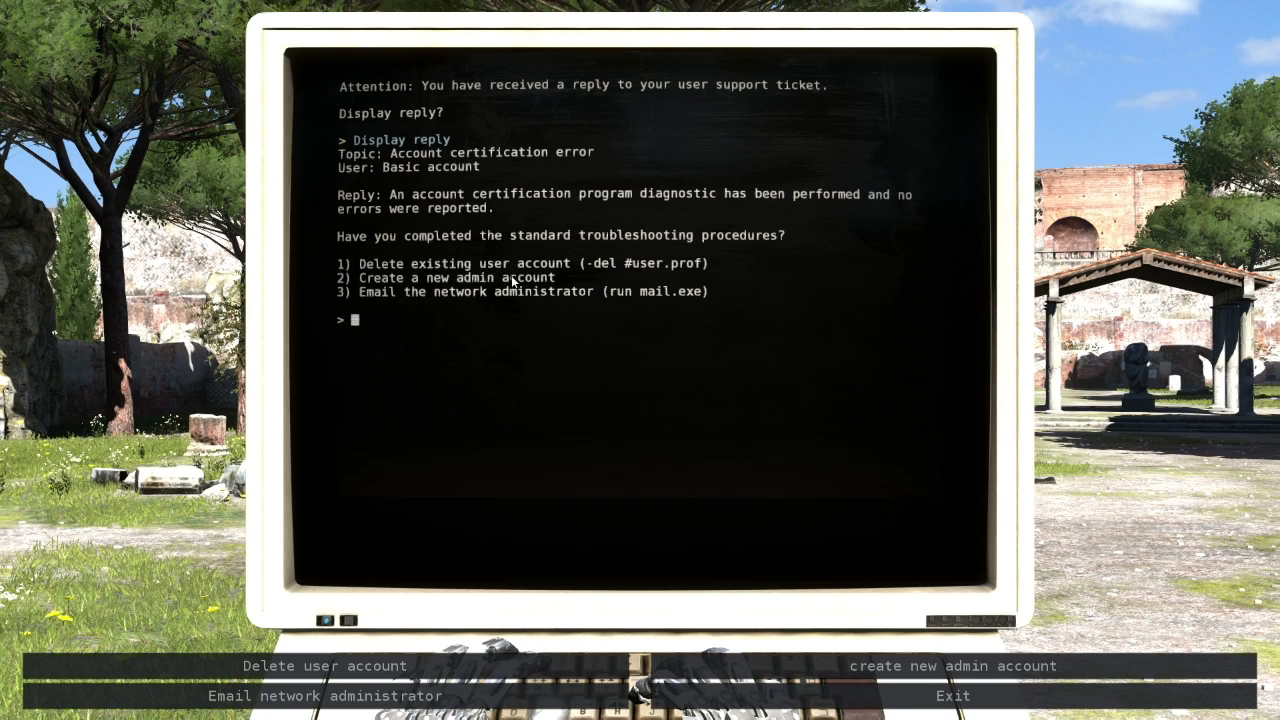 Attention: You have received a reply to your user support ticket.
Display reply?
> Display reply
Topic: Account certification error
User: Basic account
Reply: An account certification program diagnostic has been performed and no
errors were reported.
Have you completed the standard troubleshooting procedures?
1) Delete existing user account (-del #user.prof)
2) Create a new admin account
3) Email the network administrator (run mail.exe)
>
Delete user account
create new admin account
Email network administrator
Exit